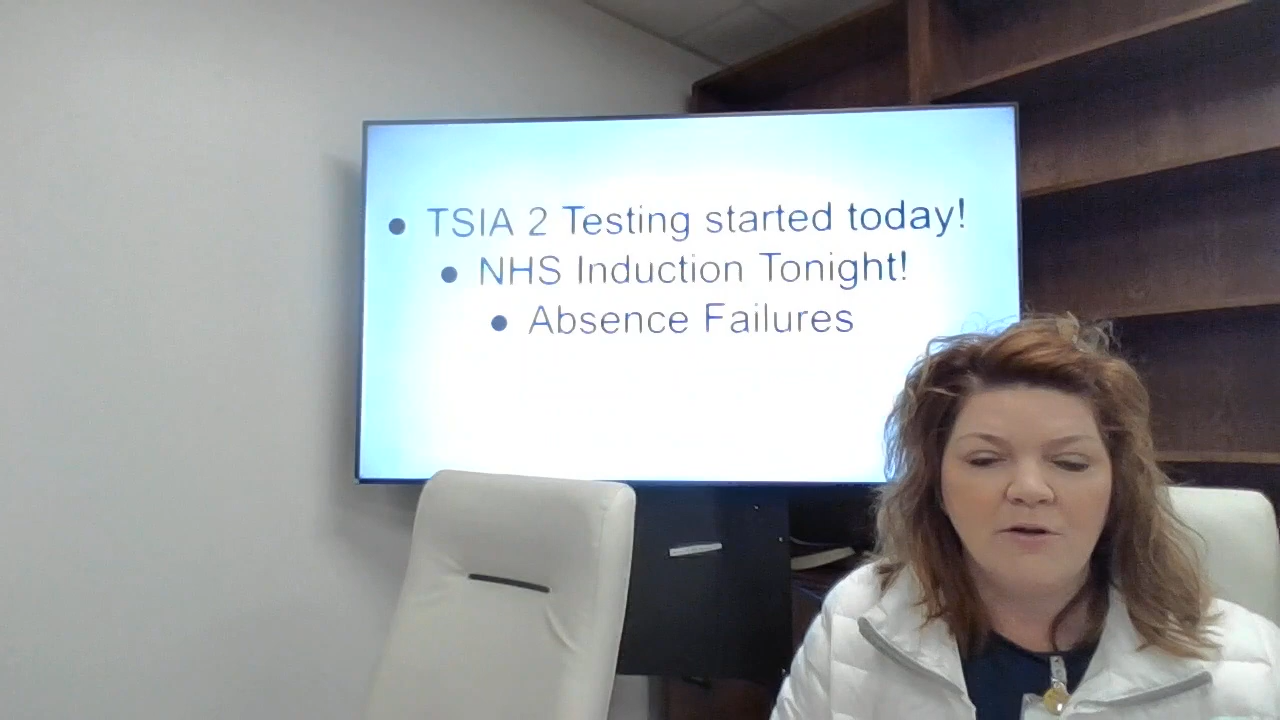 • TSIA 2 Testing started today!
• NHS Induction Tonight!
• Absence Failures